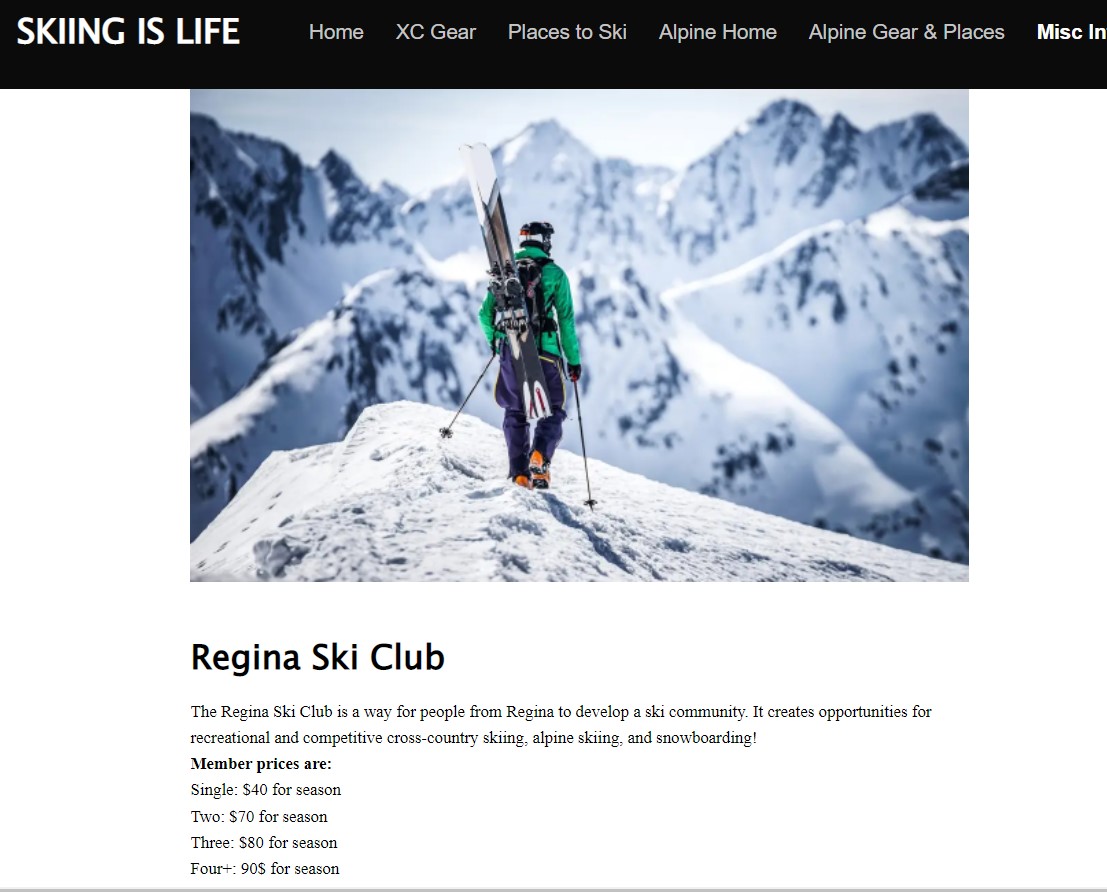 SKIING IS LIFE Home XC Gear Places to Ski Alpine Home Alpine Gear & Places Misc In
Regina Ski Club
The Regina Ski Club is a way for people from Regina to develop a ski community. It creates opportunities for
recreational and competitive cross-country skiing, alpine skiing, and snowboarding!
Member prices are:
Single: $40 for season
Two: $70 for season
Three: $80 for season
Four+: 90$ for season